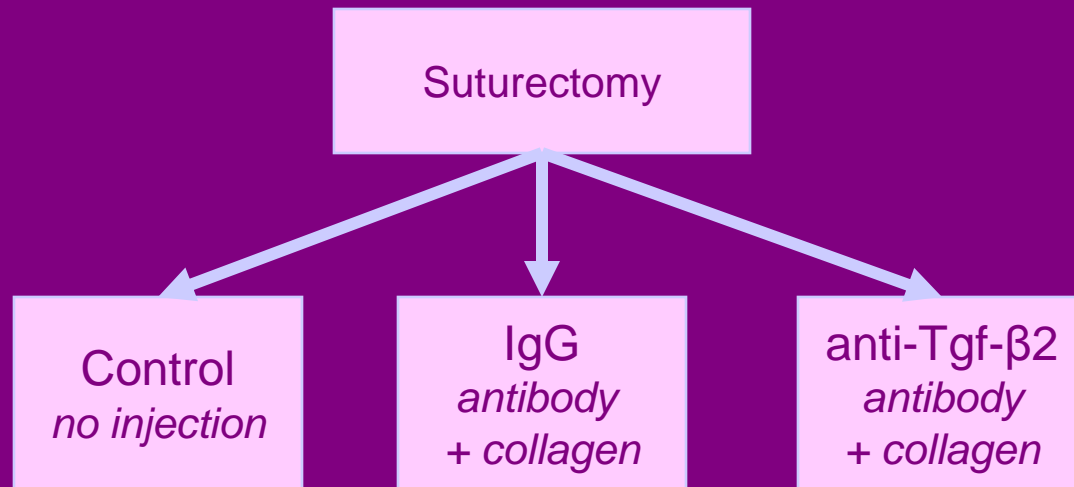 Suturectomy
Control
no injection
IgG
antibody
+ collagen
anti-Tgf-β2
antibody
+ collagen